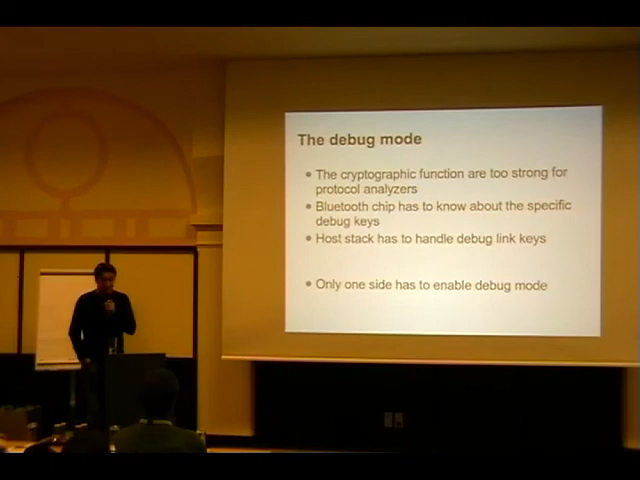 The debug mode
The cryptographic function are too strong for
protocol analyzers
Bluetooth chip has to know about the specific
debug keys
Host stack has to handle debug link keys
Only one side has to enable debug mode